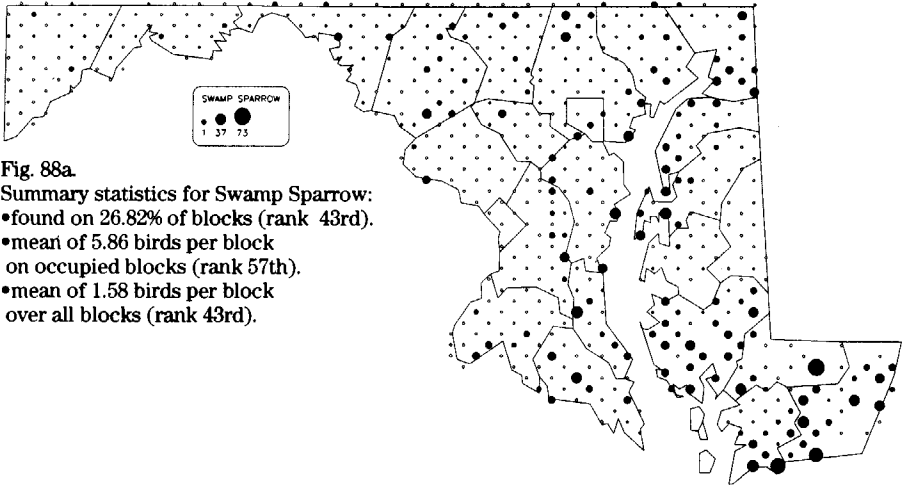 SWAMP SPARROW
1 37 73
Fig. 88a.
Summary statistics for Swamp Sparrow:
•found on 26.82% of blocks (rank 43rd).
•mean of 5.86 birds per block
on occupied blocks (rank 57th).
•mean of 1.58 birds per block
over all blocks (rank 43rd).